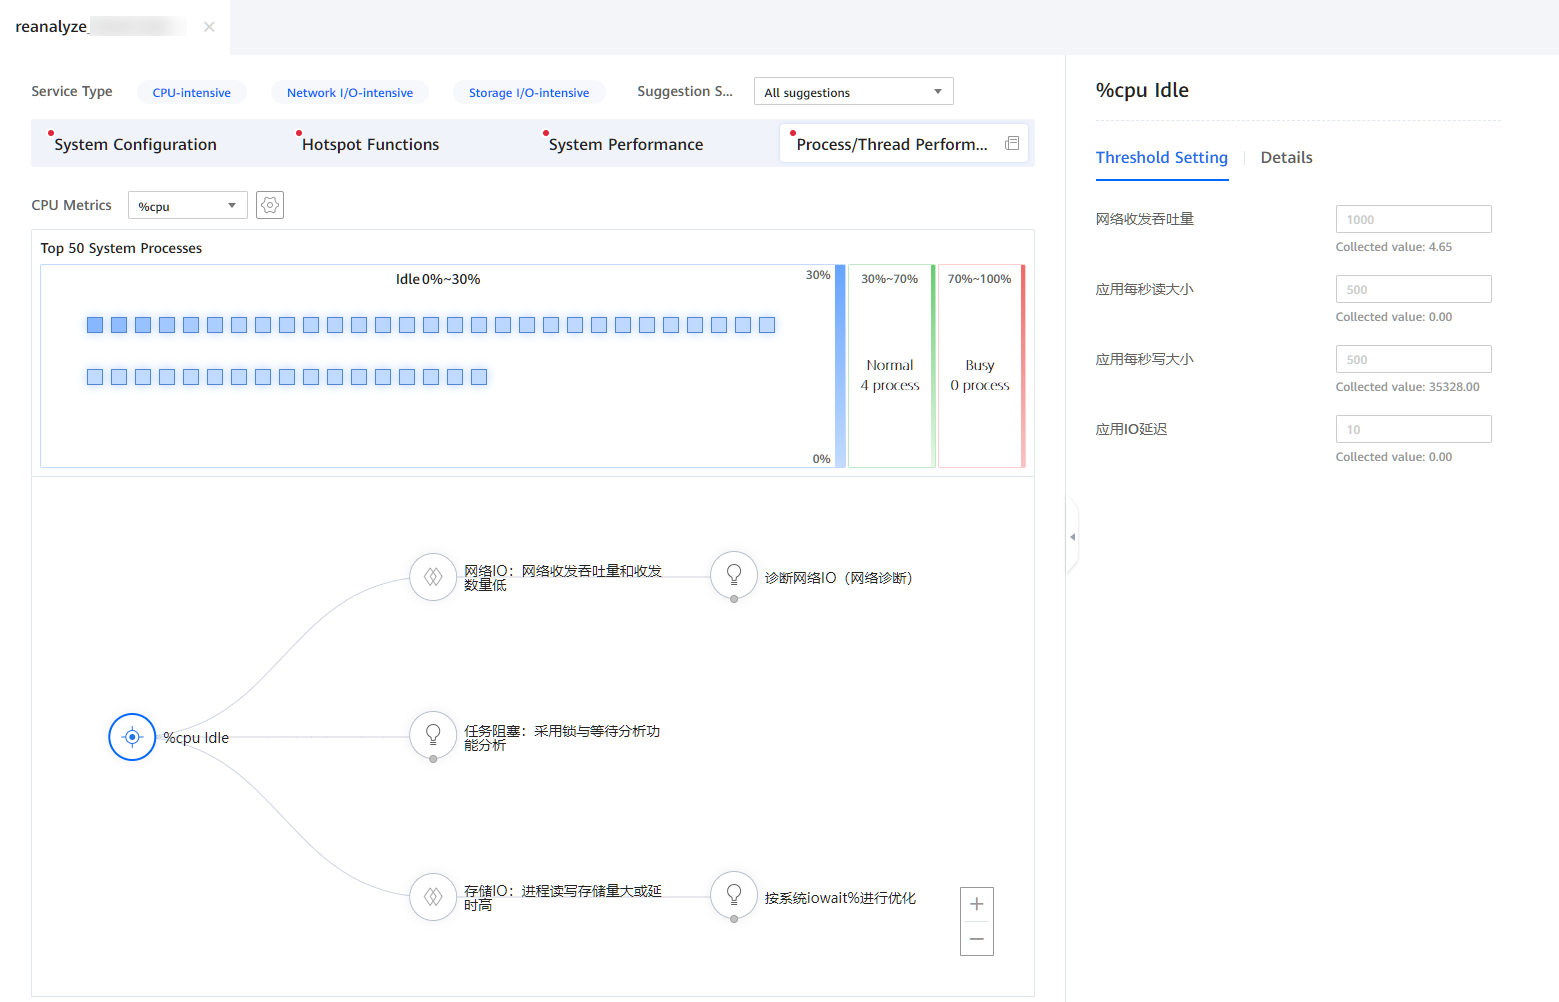 reanalyze_
Service Type
CPU-intensive
Network I/O-intensive
Storage I/O-intensive
Suggestion S...
All suggestions
System Configuration
Hotspot Functions
System Performance
Process/Thread Perform...
CPU Metrics
%cpu
Top 50 System Processes
Idle 0%~30%
30%
0%
30%~70%
Normal
4 process
70%~100%
Busy
0 process
%cpu Idle
网络IO：网络收发吞吐量和收发
数量低
诊断网络IO（网络诊断）
任务阻塞：采用锁与等待分析功
能分析
存储IO：进程读写存储量大或延
时高
按系统iowait%进行优化
%cpu Idle
Threshold Setting
Details
网络收发吞吐量
1000
Collected value: 4.65
应用每秒读大小
500
Collected value: 0.00
应用每秒写大小
500
Collected value: 35328.00
应用IO延迟
10
Collected value: 0.00